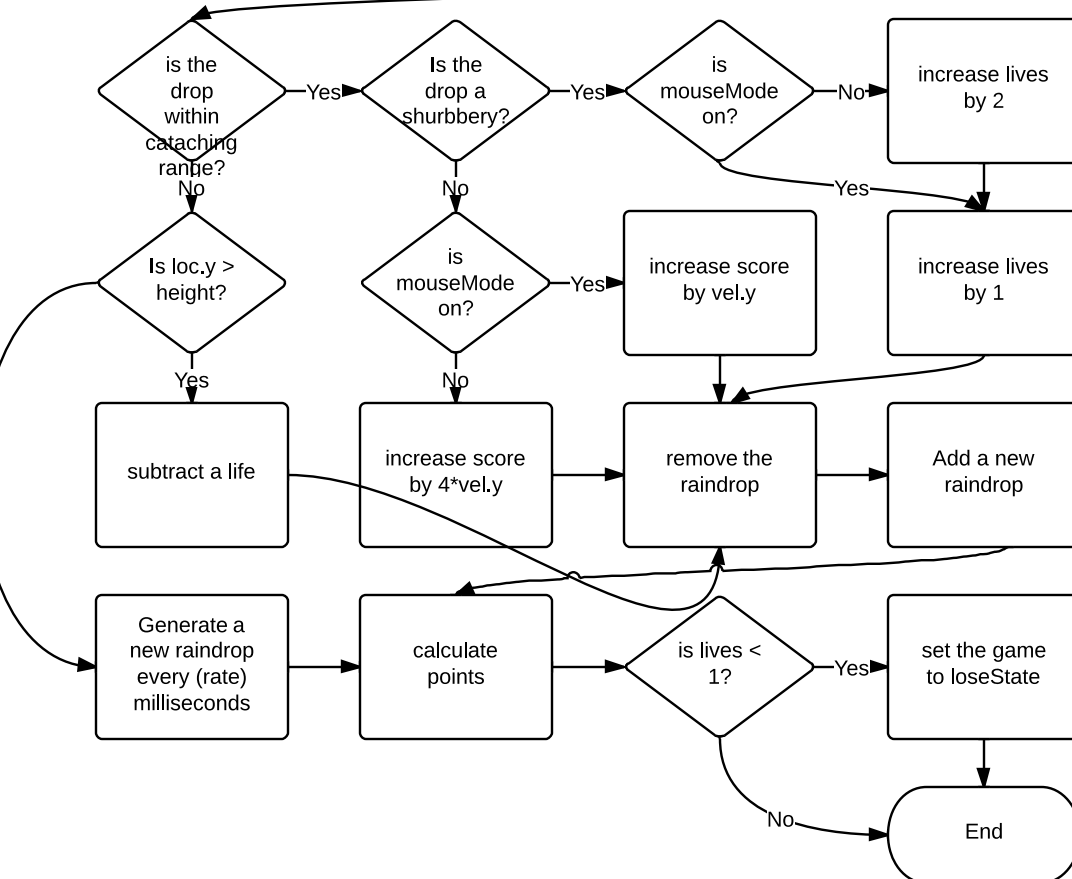 is the
drop
within
cataching
range?
Yes
Is the
drop a
shurbbery?
Yes
is
mouseMode
on?
No
increase lives
by 2
No
No
Yes
Is loc.y >
height?
is
mouseMode
on?
Yes
increase score
by vel.y
increase lives
by 1
Yes
No
subtract a life
increase score
by 4*vel.y
remove the
raindrop
Add a new
raindrop
Generate a
new raindrop
every (rate)
milliseconds
calculate
points
is lives <
1?
Yes
set the game
to loseState
No
End